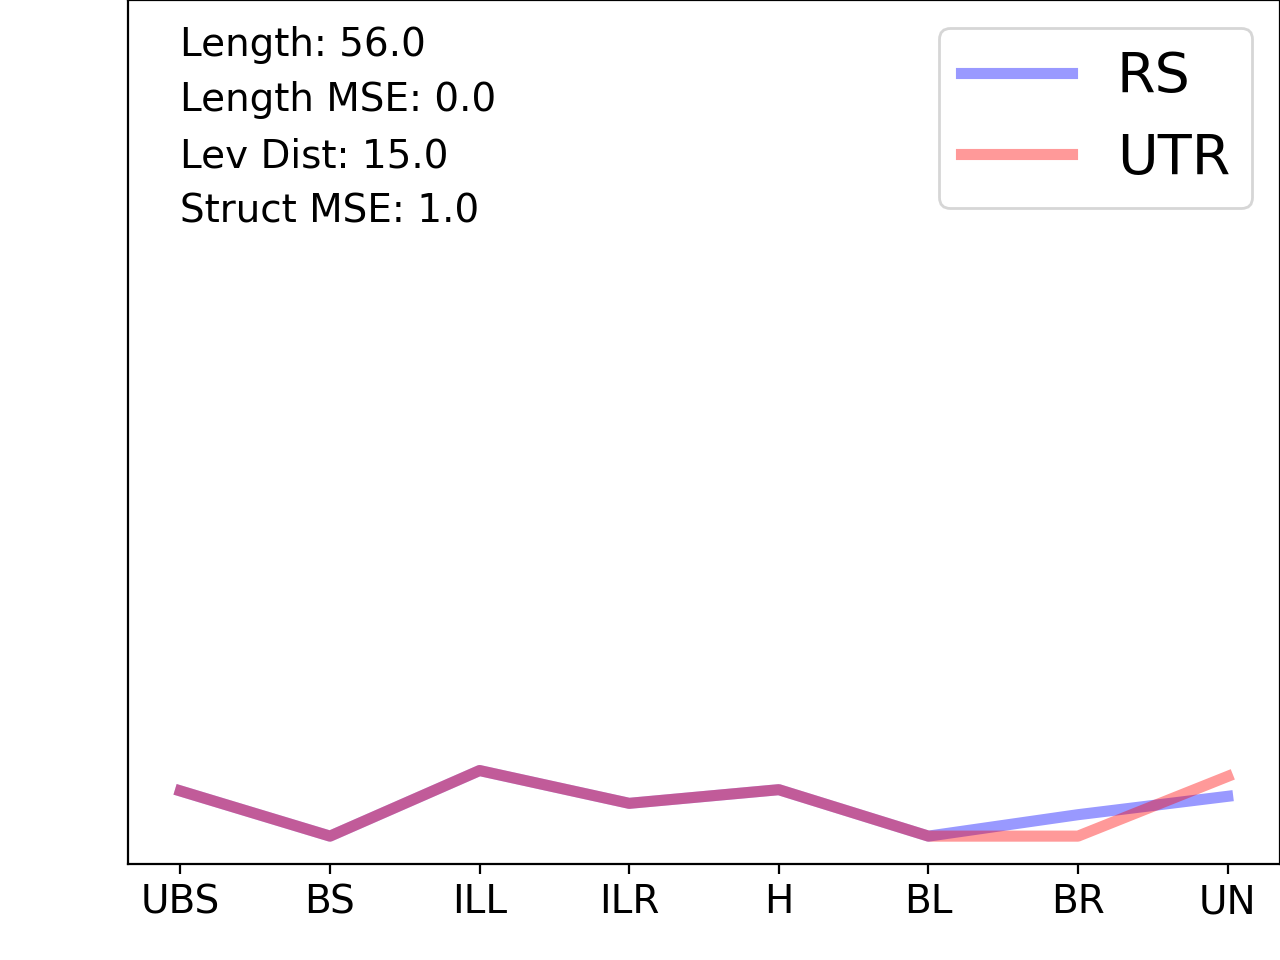 Length: 56.0
Length MSE: 0.0
Lev Dist: 15.0
Struct MSE: 1.0
RS
UTR
UBS BS ILL ILR H BL BR UN